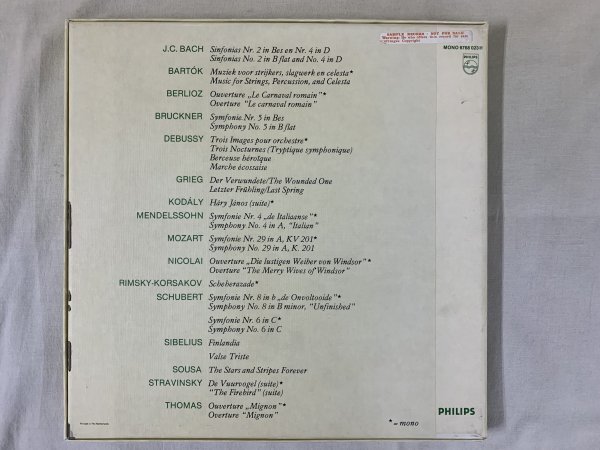 SAMPLE RECORD - NOT FOR SALE
MONO 6768 023
PHILIPS
J.C. BACH Sinfonias Nr. 2 in Bes en Nr. 4 in D
Sinfonias No. 2 in B flat and No. 4 in D
BARTÓK Muziek voor strijkers, slagwerk en celesta*
Music for Strings, Percussion, and Celesta
BERLIOZ Ouverture „Le Carnaval romain”*
Overture “Le carnaval romain”
BRUCKNER Symfonie Nr. 5 in Bes
Symphony No. 5 in B flat
DEBUSSY Trois Images pour orchestre*
Trois Nocturnes (Tryptique symphonique)
Berceuse héroïque
Marche écossaise
GRIEG Der Verwundete/The Wounded One
Letzter Frühling/Last Spring
KODÁLY Háry János (suite)*
MENDELSSOHN Symfonie Nr. 4 „de Italiaanse”*
Symphony No. 4 in A, “Italian”
MOZART Symfonie Nr. 29 in A, KV 201*
Symphony No. 29 in A, K. 201
NICOLAI Ouverture „Die lustigen Weiber von Windsor”*
Overture “The Merry Wives of Windsor”
RIMSKY-KORSAKOV Scheherazade*
SCHUBERT Symfonie Nr. 8 in b „de Onvoltooide”*
Symphony No. 8 in B minor, “Unfinished”
Symfonie Nr. 6 in C*
Symphony No. 6 in C
SIBELIUS Finlandia
Valse Triste
SOUSA The Stars and Stripes Forever
STRAVINSKY De Vuurvogel (suite)*
“The Firebird” (suite)
THOMAS Ouverture „Mignon”*
Overture “Mignon”
* = mono
PHILIPS